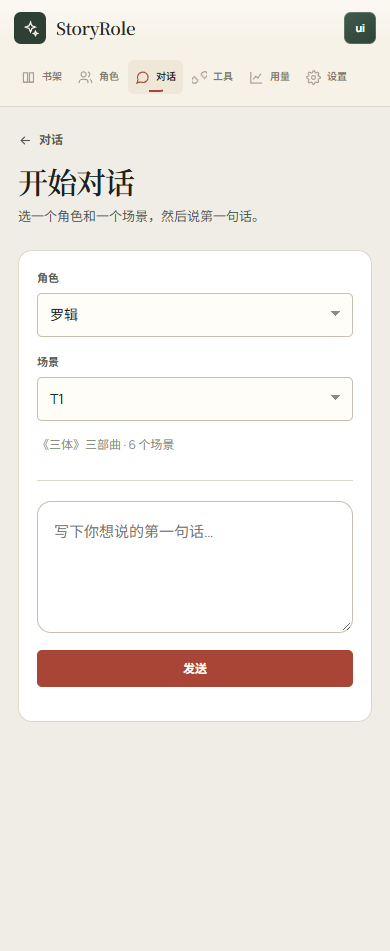 StoryRole
ui
书架 角色 对话 工具 用量 设置
← 对话
开始对话
选一个角色和一个场景，然后说第一句话。
角色
罗辑
场景
T1
《三体》三部曲 · 6 个场景
写下你想说的第一句话...
发送